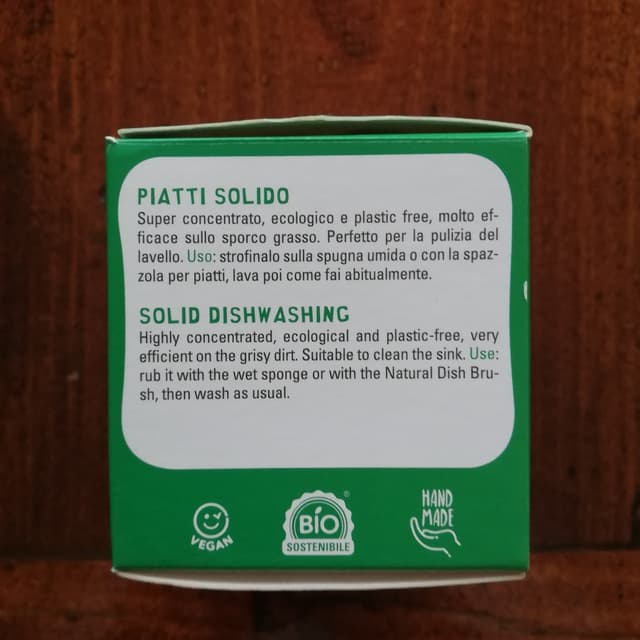 PIATTI SOLIDO
Super concentrato, ecologico e plastic free, molto ef-
ficace sullo sporco grasso. Perfetto per la pulizia del
lavello. Uso: strofinalo sulla spugna umida o con la spaz-
zola per piatti, lava poi come fai abitualmente.
SOLID DISHWASHING
Highly concentrated, ecological and plastic-free, very
efficient on the grisy dirt. Suitable to clean the sink. Use:
rub it with the wet sponge or with the Natural Dish Bru-
sh, then wash as usual.
VEGAN
BIO ®
SOSTENIBILE
HAND
MADE